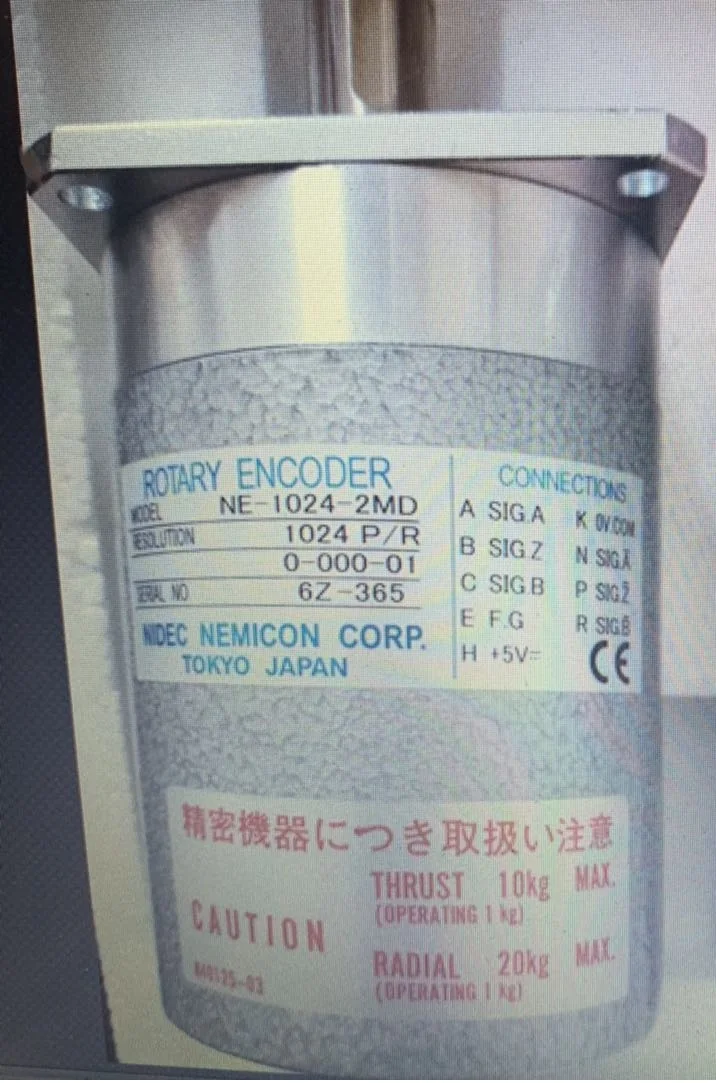 ROTARY ENCODER
MODEL NE-1024-2MD
RESOLUTION 1024 P/R
0-000-01
SERIAL NO 6Z-365
NIDEC NEMICON CORP.
TOKYO JAPAN
CONNECTIONS
A SIG.A K 0V.COM
B SIG.Z N SIG.Ā
C SIG.B P SIG.Z̄
E F.G R SIG.B̄
H +5V⎓
CE
精密機器につき取扱い注意
CAUTION
THRUST 10kg MAX.
(OPERATING 1 kg)
RADIAL 20kg MAX.
(OPERATING 1 kg)